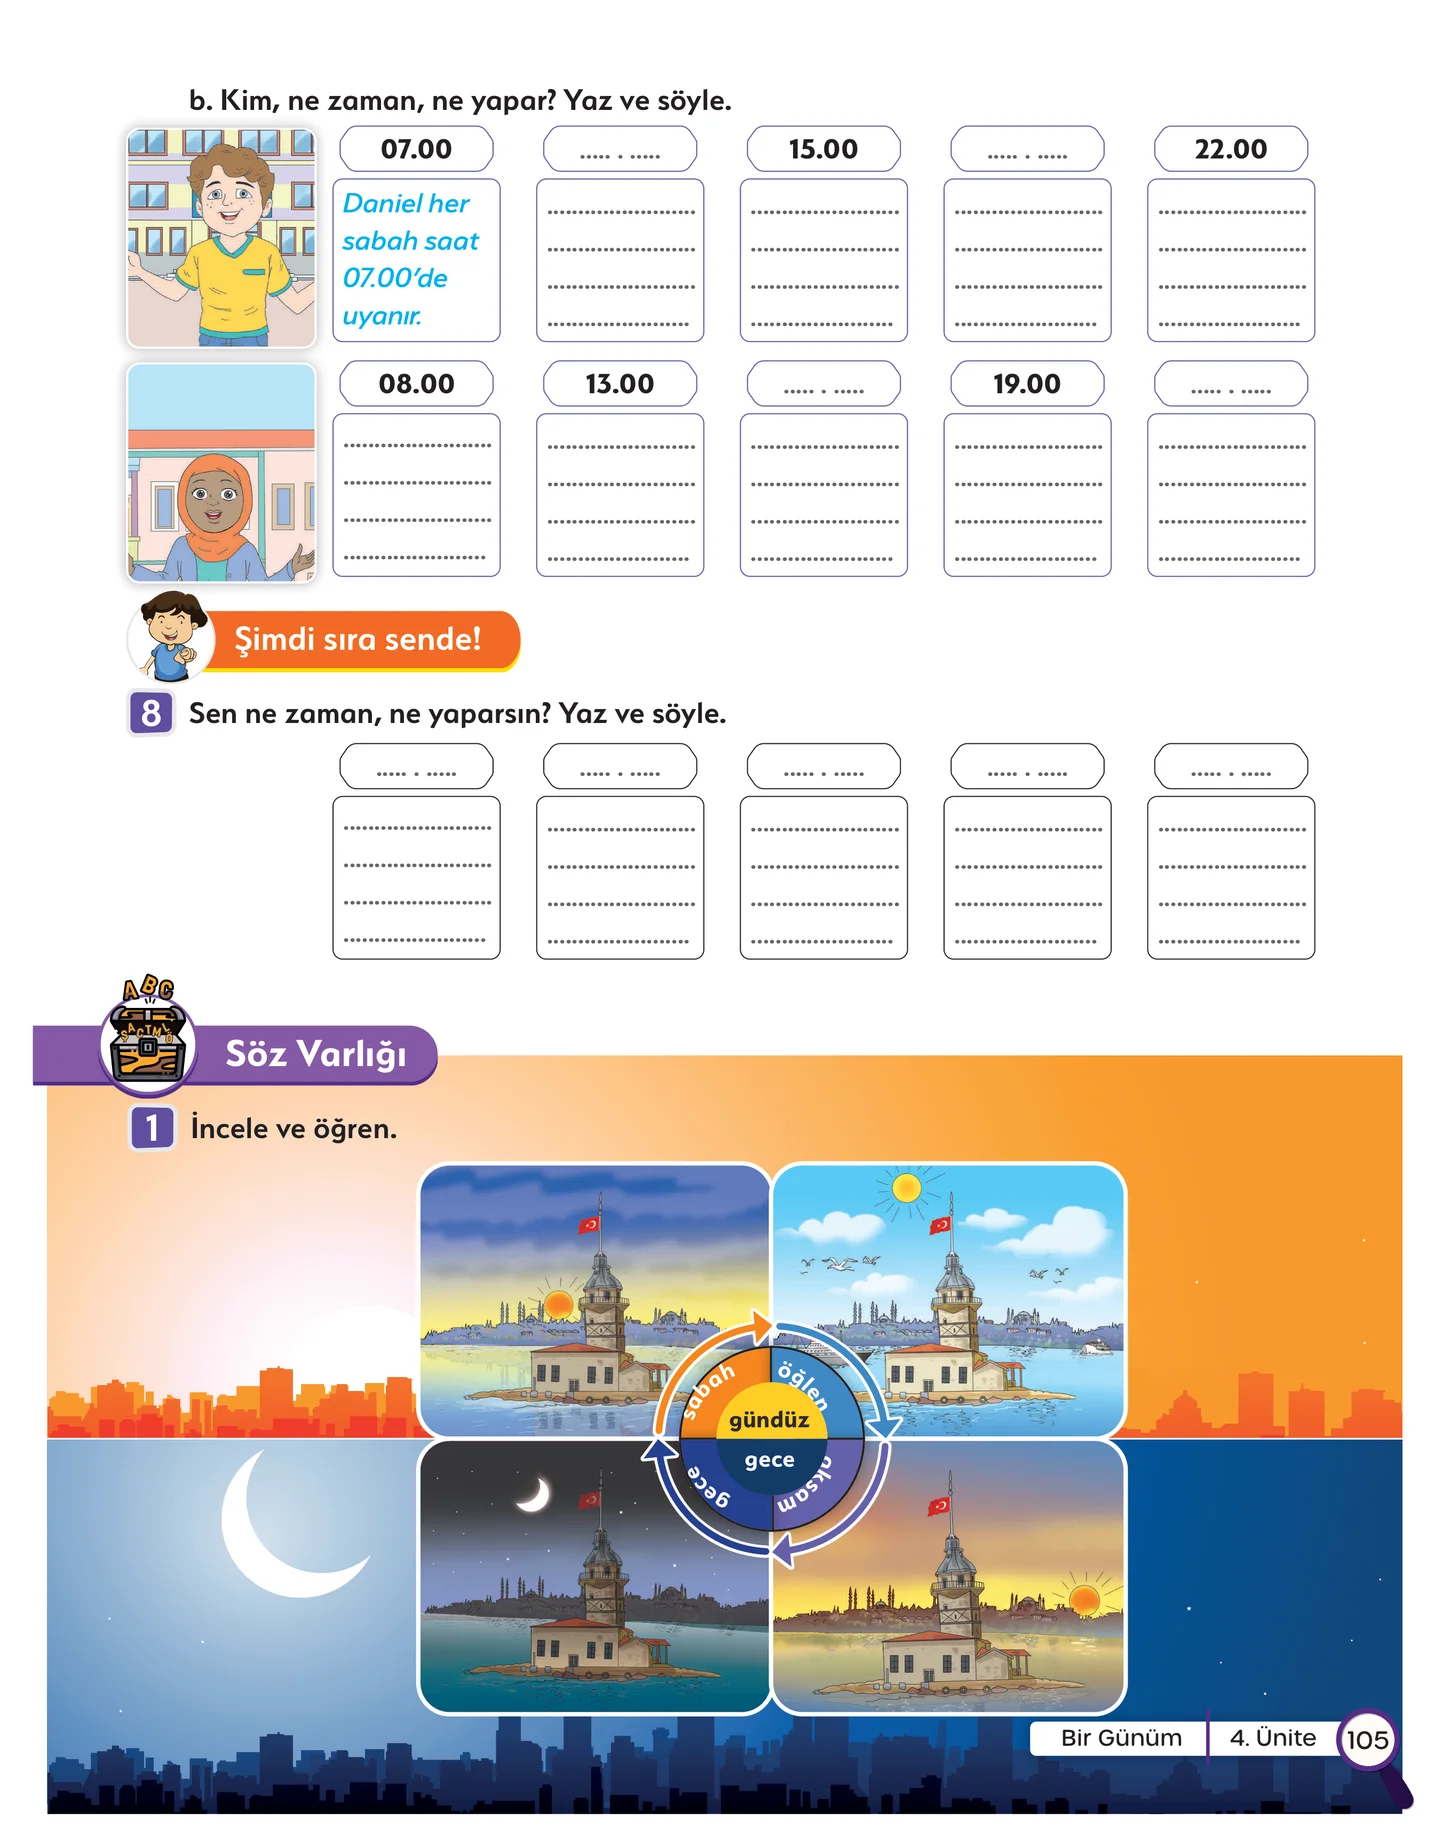 b. Kim, ne zaman, ne yapar? Yaz ve söyle.
07.00
..... . .....
15.00
..... . .....
22.00
Daniel her
sabah saat
07.00'de
uyanır.
08.00
13.00
..... . .....
19.00
..... . .....
Şimdi sıra sende!
8 Sen ne zaman, ne yaparsın? Yaz ve söyle.
..... . .....
..... . .....
..... . .....
..... . .....
..... . .....
ABC
Söz Varlığı
1 İncele ve öğren.
sabah
öğlen
gündüz
gece
gece
akşam
Bir Günüm
4. Ünite
105